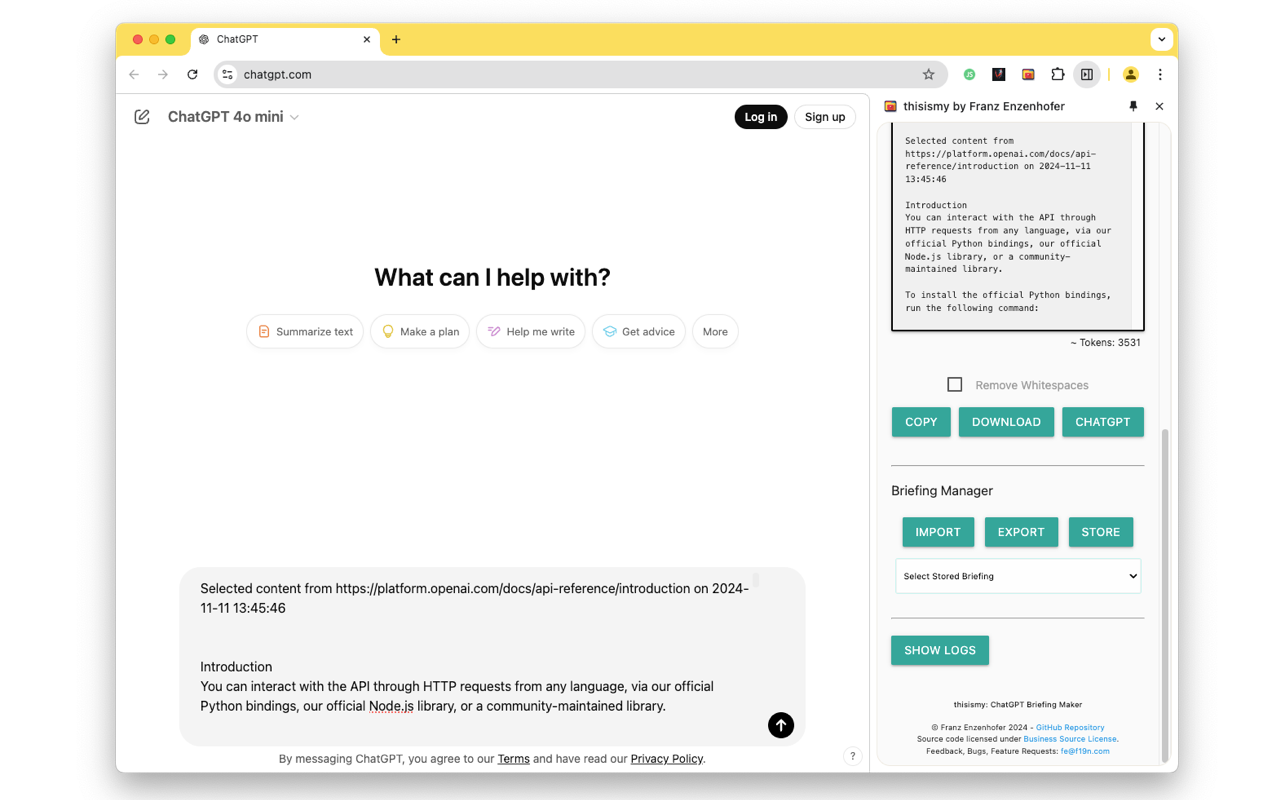 ChatGPT
chatgpt.com
JS
ChatGPT 4o mini
Log in
Sign up
What can I help with?
Summarize text
Make a plan
Help me write
Get advice
More
Selected content from https://platform.openai.com/docs/api-reference/introduction on 2024-
11-11 13:45:46
Introduction
You can interact with the API through HTTP requests from any language, via our official
Python bindings, our official Node.js library, or a community-maintained library.
By messaging ChatGPT, you agree to our Terms and have read our Privacy Policy.
?
thisismy by Franz Enzenhofer
Selected content from
https://platform.openai.com/docs/api-
reference/introduction on 2024-11-11
13:45:46
Introduction
You can interact with the API through
HTTP requests from any language, via our
official Python bindings, our official
Node.js library, or a community-
maintained library.
To install the official Python bindings,
run the following command:
~ Tokens: 3531
Remove Whitespaces
COPY
DOWNLOAD
CHATGPT
Briefing Manager
IMPORT
EXPORT
STORE
Select Stored Briefing
SHOW LOGS
thisismy: ChatGPT Briefing Maker
© Franz Enzenhofer 2024 - GitHub Repository
Source code licensed under Business Source License.
Feedback, Bugs, Feature Requests: fe@f19n.com